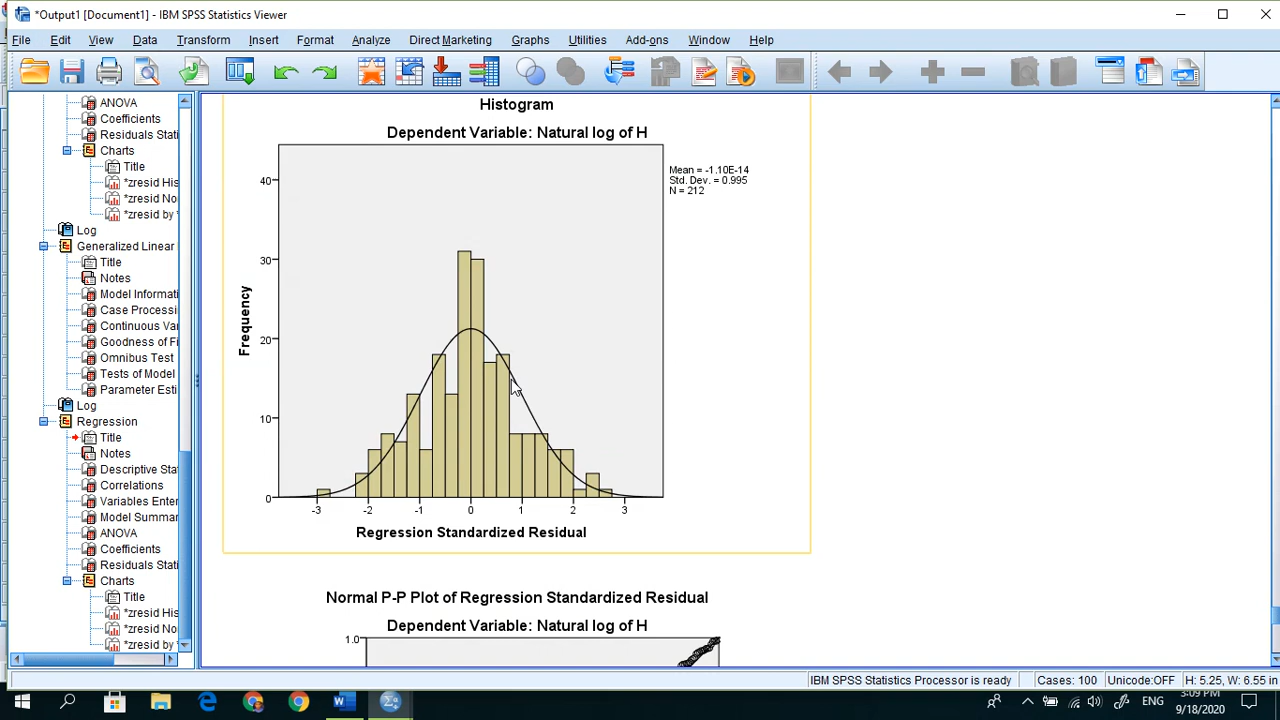 *Output1 [Document1] - IBM SPSS Statistics Viewer
File Edit View Data Transform Insert Format Analyze Direct Marketing Graphs Utilities Add-ons Window Help
ANOVA
Coefficients
Residuals Stati
Charts
Title
*zresid His
*zresid No
*zresid by *
Log
Generalized Linear
Title
Notes
Model Informati
Case Processi
Continuous Var
Goodness of Fi
Omnibus Test
Tests of Model
Parameter Esti
Log
Regression
Title
Notes
Descriptive Stat
Correlations
Variables Enter
Model Summar
ANOVA
Coefficients
Residuals Stati
Charts
Title
*zresid His
*zresid No
*zresid by *
Histogram
Dependent Variable: Natural log of H
Mean = -1.10E-14
Std. Dev. = 0.995
N = 212
Frequency
40
30
20
10
0
-3 -2 -1 0 1 2 3
Regression Standardized Residual
Normal P-P Plot of Regression Standardized Residual
Dependent Variable: Natural log of H
1.0
IBM SPSS Statistics Processor is ready Cases: 100 Unicode:OFF H: 5.25, W: 6.55 in
ENG
3:09 PM
9/18/2020